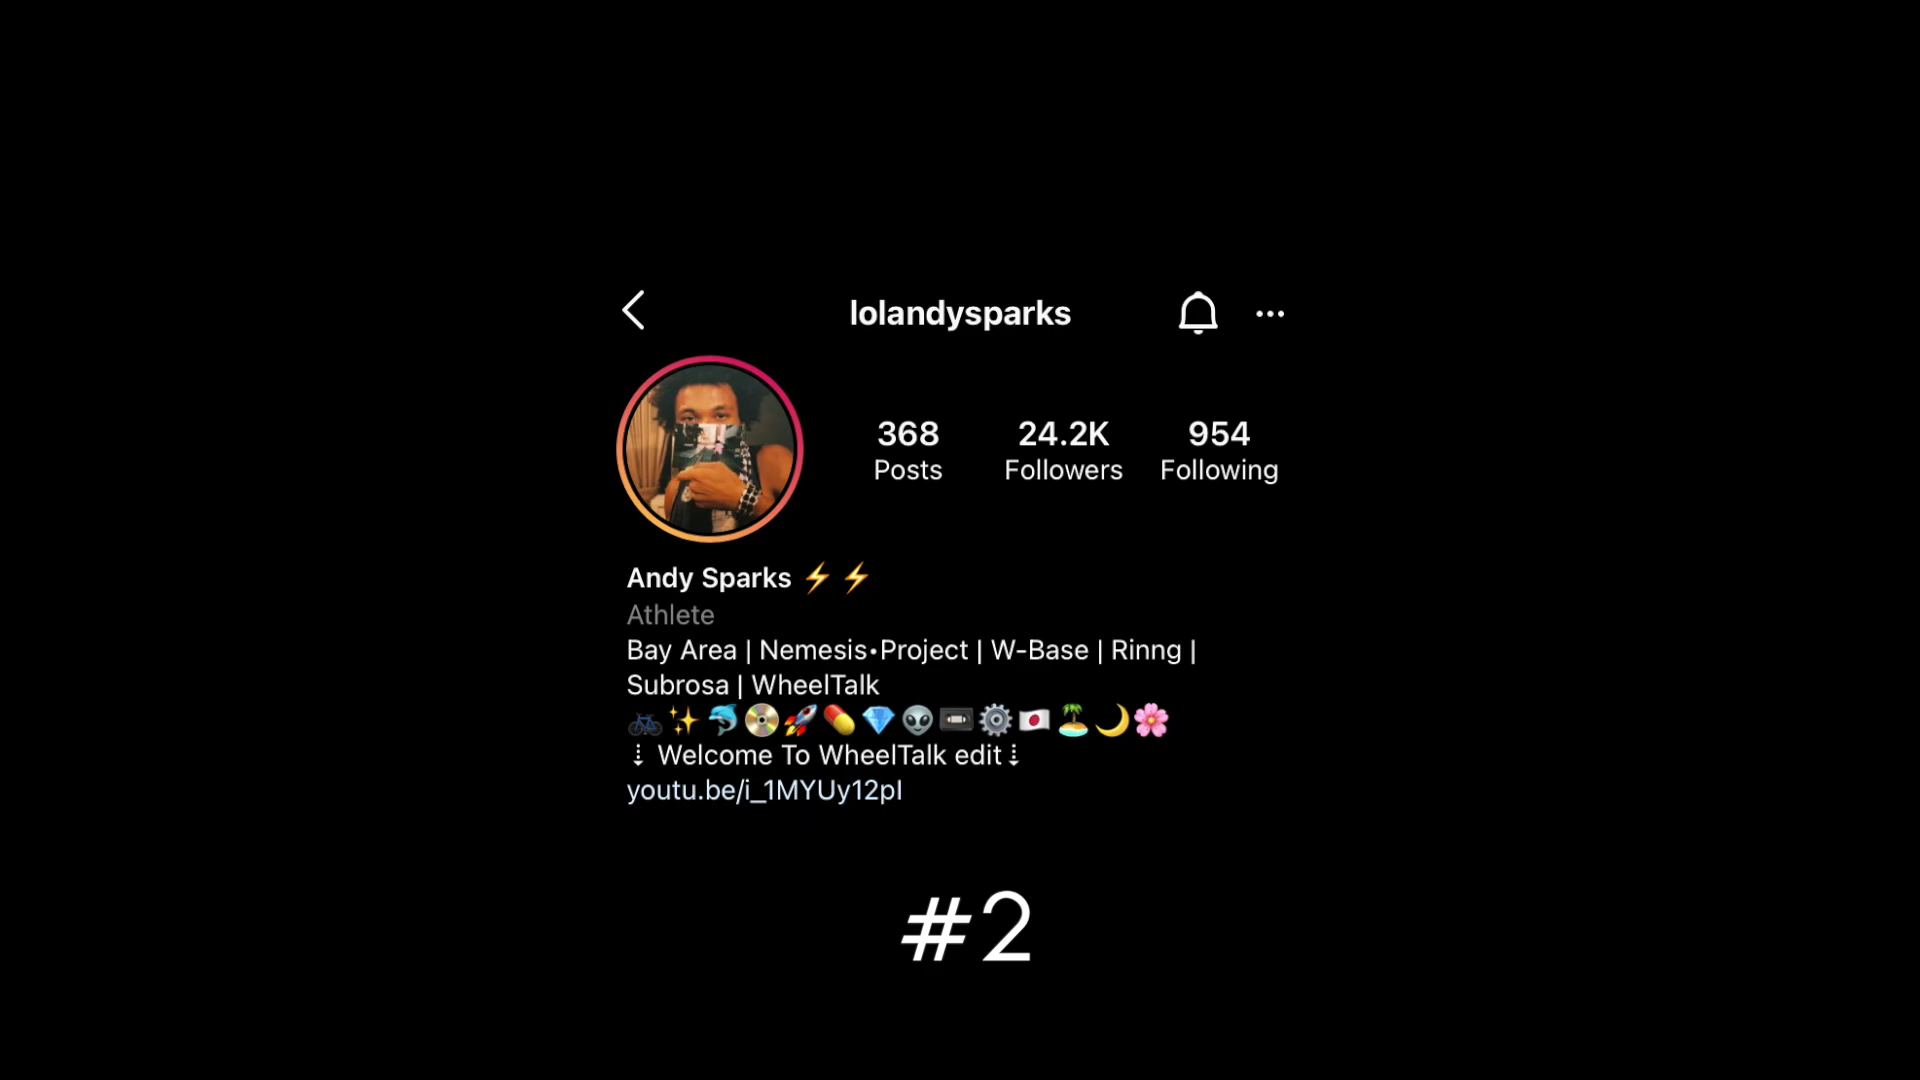 lolandysparks
368 24.2K 954
Posts Followers Following
Andy Sparks ⚡⚡
Athlete
Bay Area | Nemesis•Project | W-Base | Rinng |
Subrosa | WheelTalk
🚲✨🐬💿🚀💊💎👽📼⚙️🇯🇵🏝️🌙🌸
⇣ Welcome To WheelTalk edit⇣
youtu.be/i_1MYUy12pI
#2